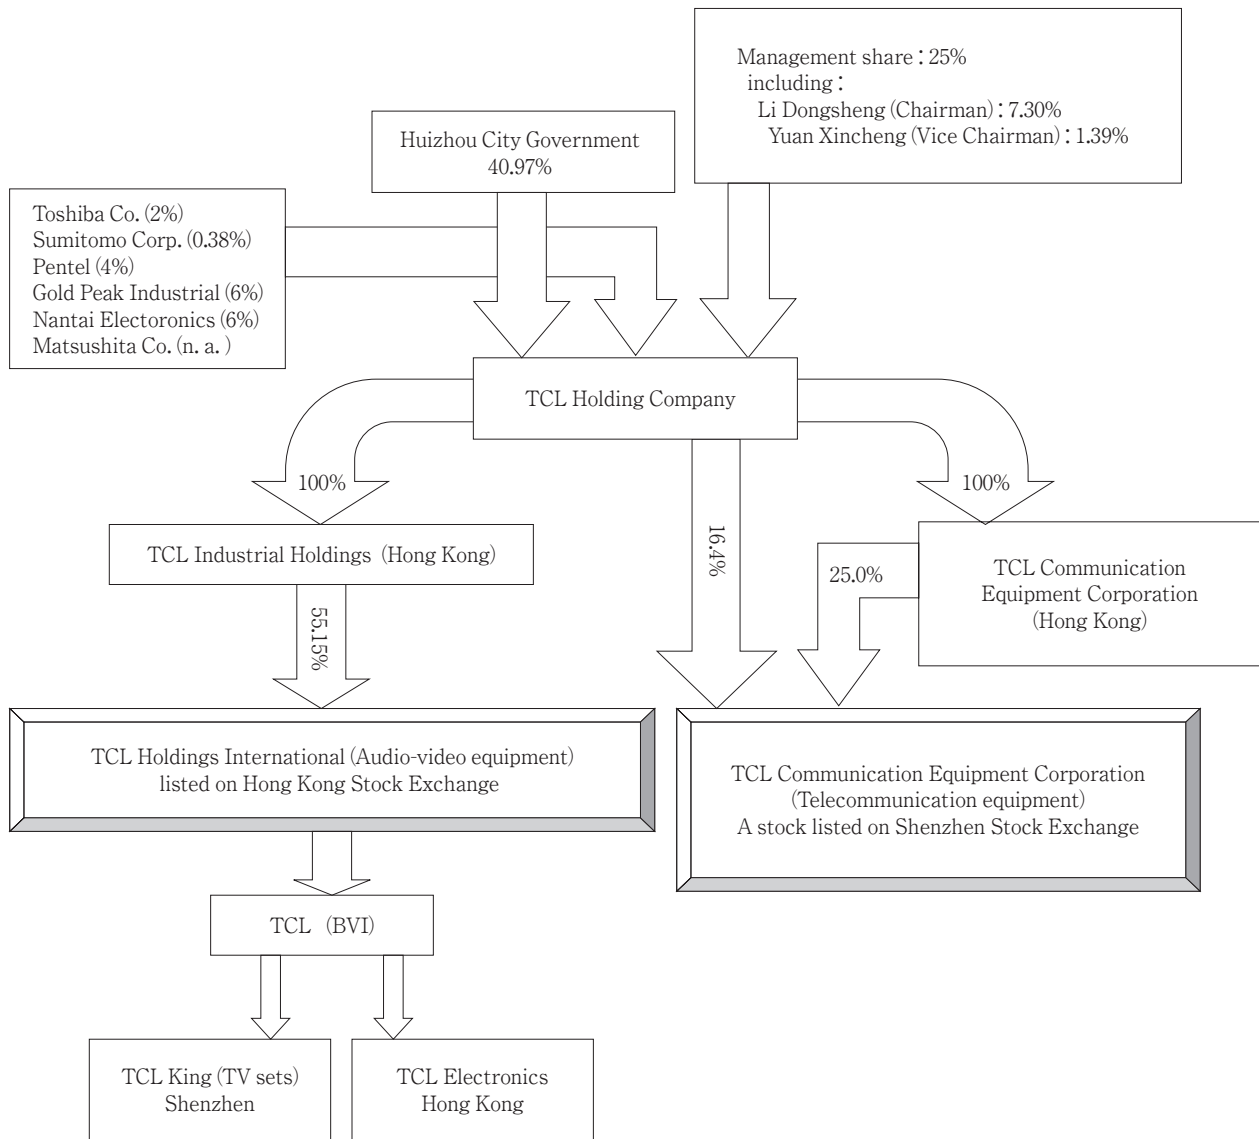 Management share : 25%
including :
Li Dongsheng (Chairman) : 7.30%
Yuan Xincheng (Vice Chairman) : 1.39%
Huizhou City Government
40.97%
Toshiba Co. (2%)
Sumitomo Corp. (0.38%)
Pentel (4%)
Gold Peak Industrial (6%)
Nantai Electoronics (6%)
Matsushita Co. (n. a. )
TCL Holding Company
100%
100%
TCL Industrial Holdings (Hong Kong)
16.4%
25.0%
TCL Communication
Equipment Corporation
(Hong Kong)
55.15%
TCL Holdings International (Audio-video equipment)
listed on Hong Kong Stock Exchange
TCL Communication Equipment Corporation
(Telecommunication equipment)
A stock listed on Shenzhen Stock Exchange
TCL (BVI)
TCL King (TV sets)
Shenzhen
TCL Electronics
Hong Kong